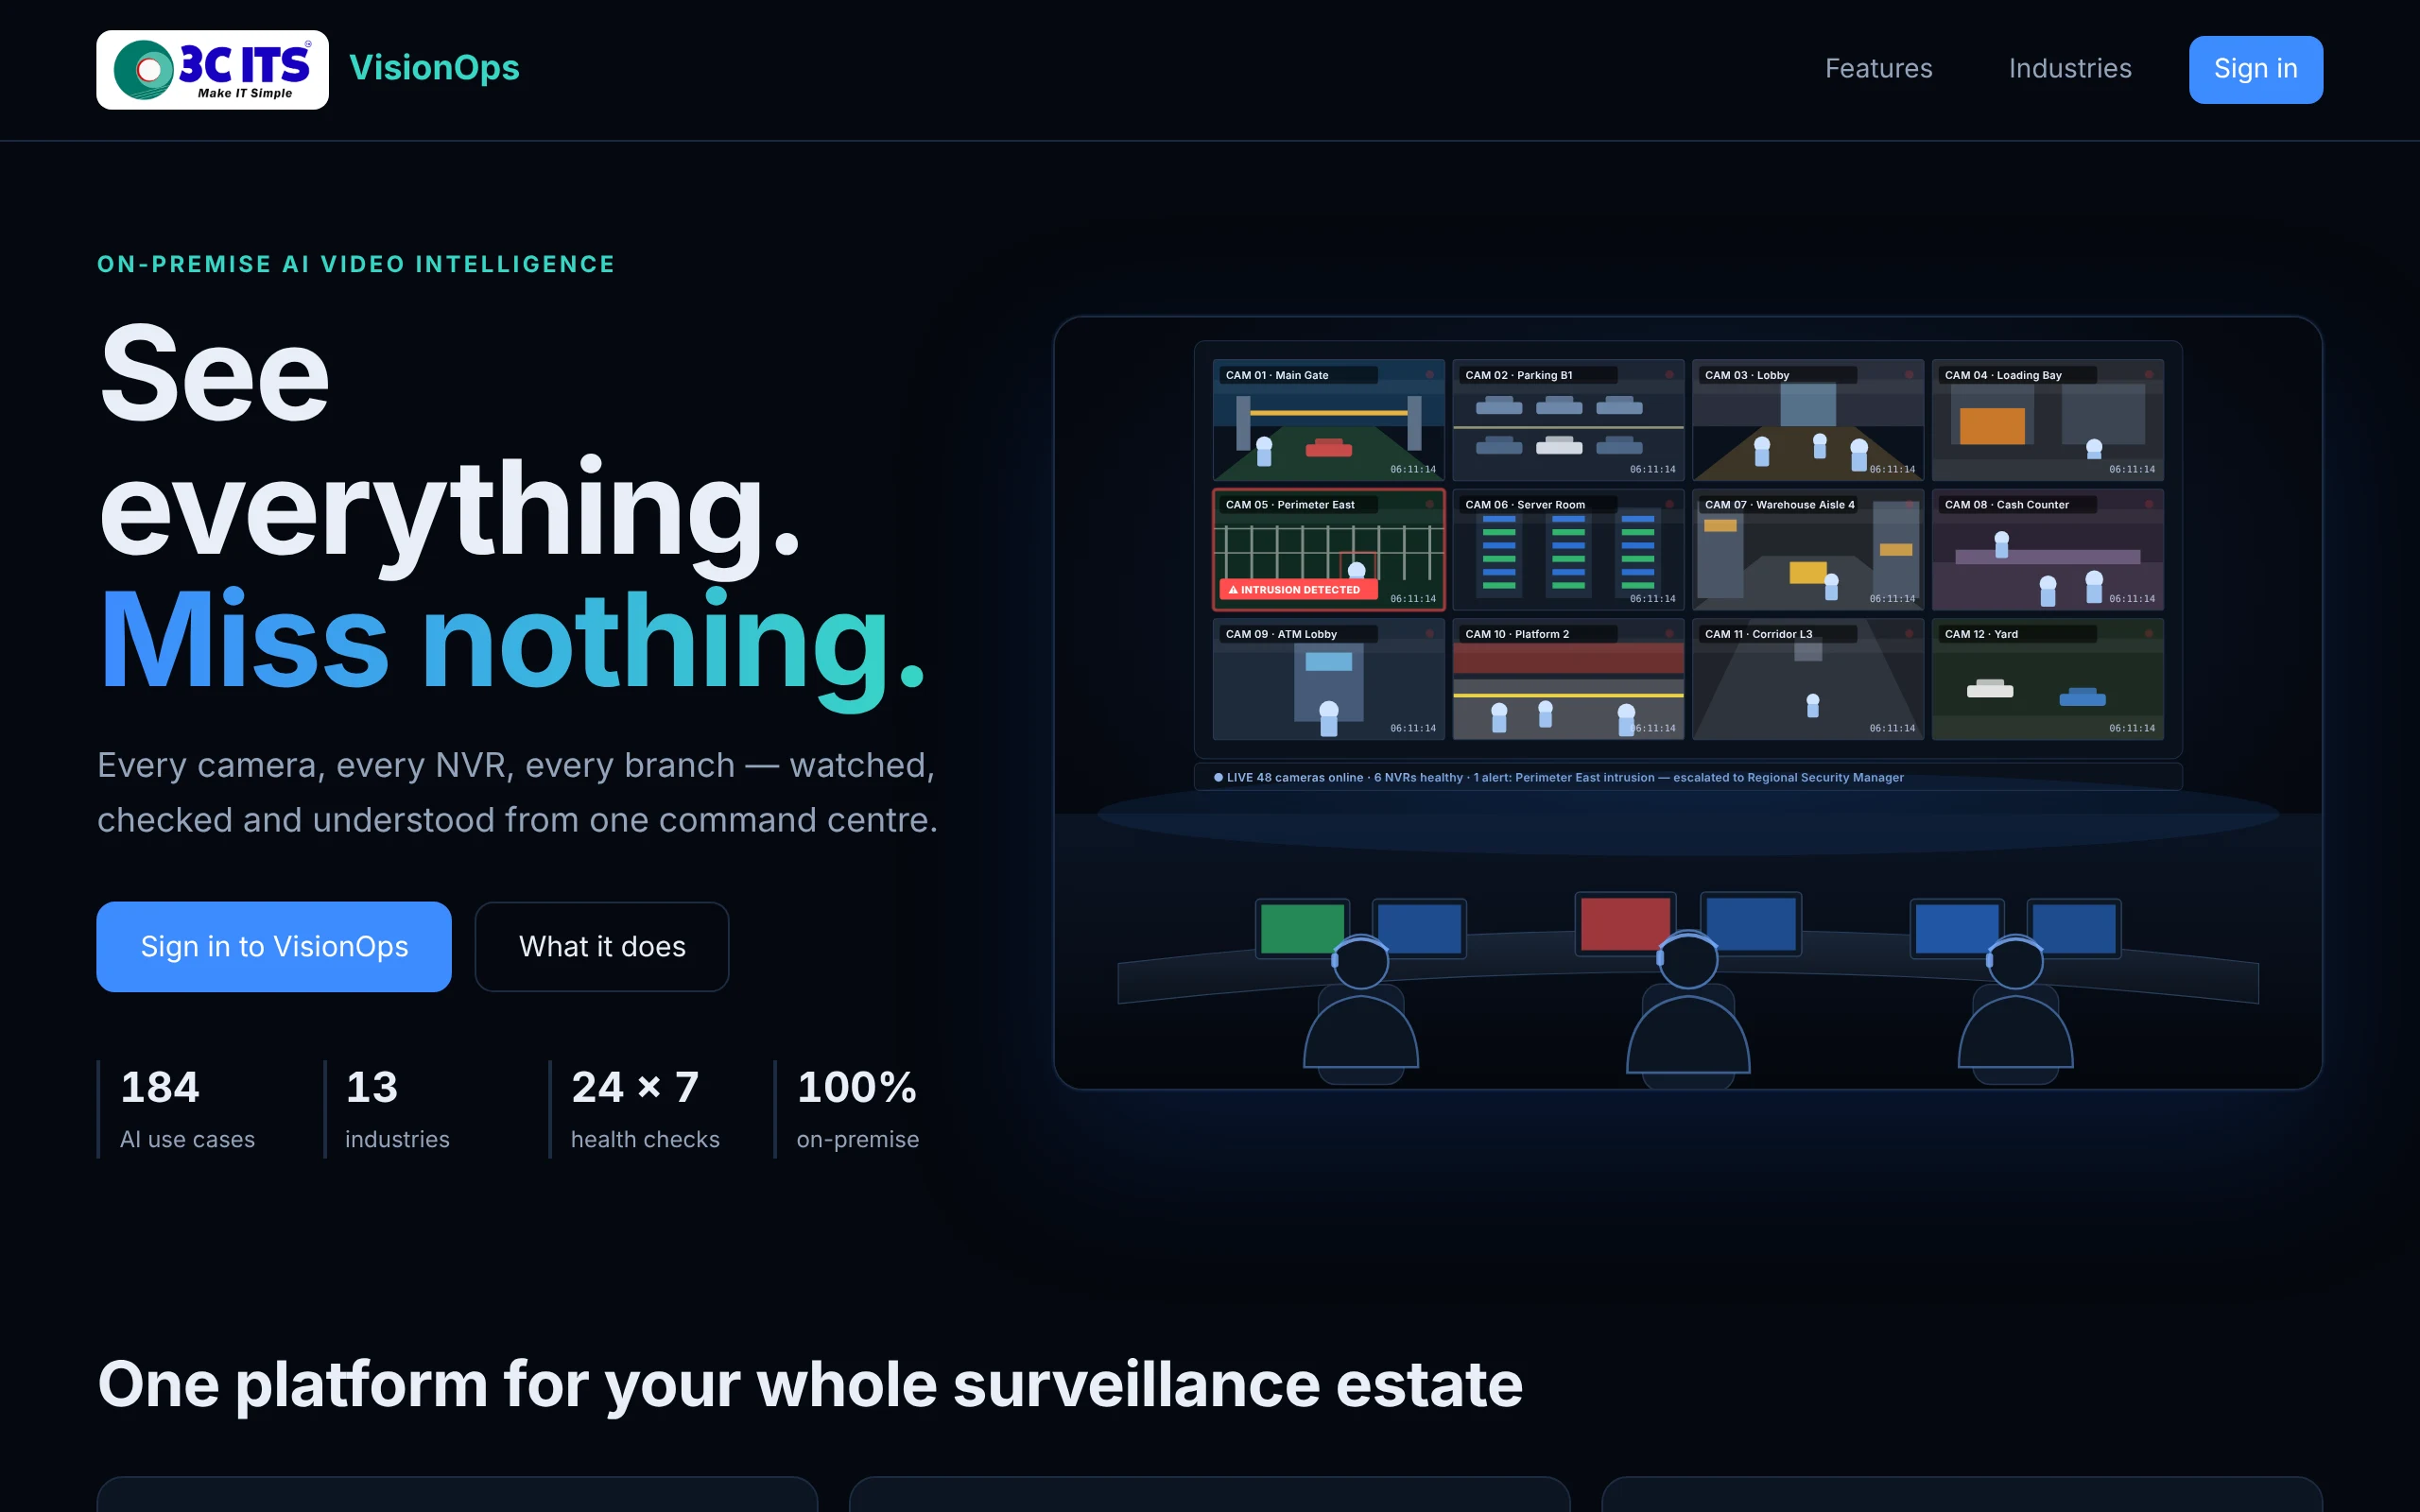 3C ITS
Make IT Simple
VisionOps
Features
Industries
Sign in
ON-PREMISE AI VIDEO INTELLIGENCE
See
everything.
Miss nothing.
Every camera, every NVR, every branch — watched,
checked and understood from one command centre.
Sign in to VisionOps
What it does
184
AI use cases
13
industries
24 × 7
health checks
100%
on-premise
CAM 01 · Main Gate
06:11:14
CAM 02 · Parking B1
06:11:14
CAM 03 · Lobby
06:11:14
CAM 04 · Loading Bay
06:11:14
CAM 05 · Perimeter East
⚠ INTRUSION DETECTED
06:11:14
CAM 06 · Server Room
06:11:14
CAM 07 · Warehouse Aisle 4
06:11:14
CAM 08 · Cash Counter
06:11:14
CAM 09 · ATM Lobby
06:11:14
CAM 10 · Platform 2
06:11:14
CAM 11 · Corridor L3
06:11:14
CAM 12 · Yard
06:11:14
● LIVE 48 cameras online · 6 NVRs healthy · 1 alert: Perimeter East intrusion — escalated to Regional Security Manager
One platform for your whole surveillance estate